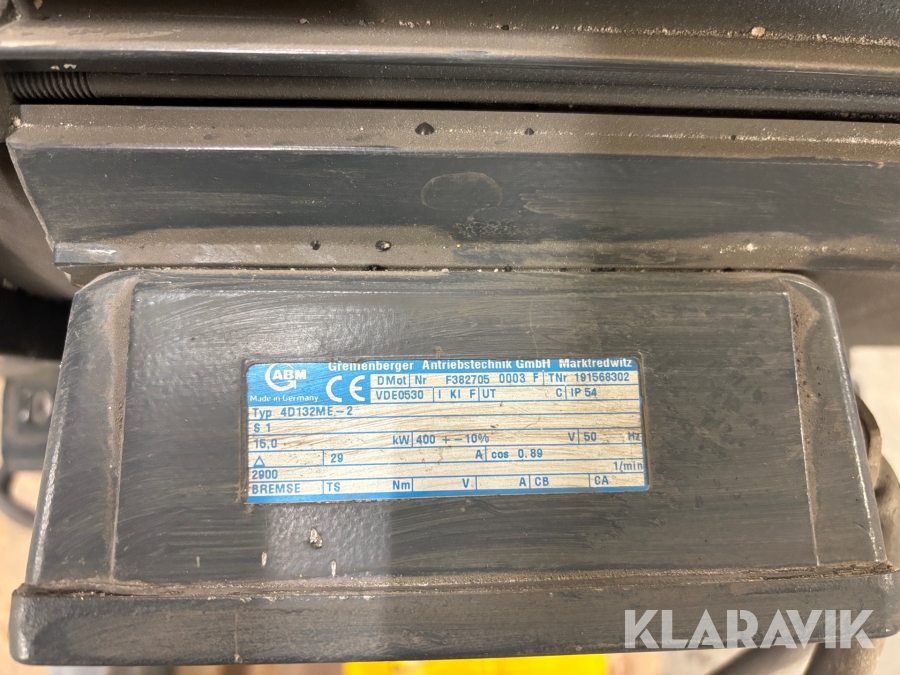 ABM
Made in Germany
CE
Greifenberger Antriebstechnik GmbH Marktredwitz
D Mot Nr F382705 0003 F TNr 191568302
VDE0530 I KI F UT C IP 54
Typ 4D132ME-2
S 1
15,0 kW 400 + -10% V 50 Hz
△ 29 A cos 0.89
2900 1/min
BREMSE TS Nm V A CB CA
KLARAVIK